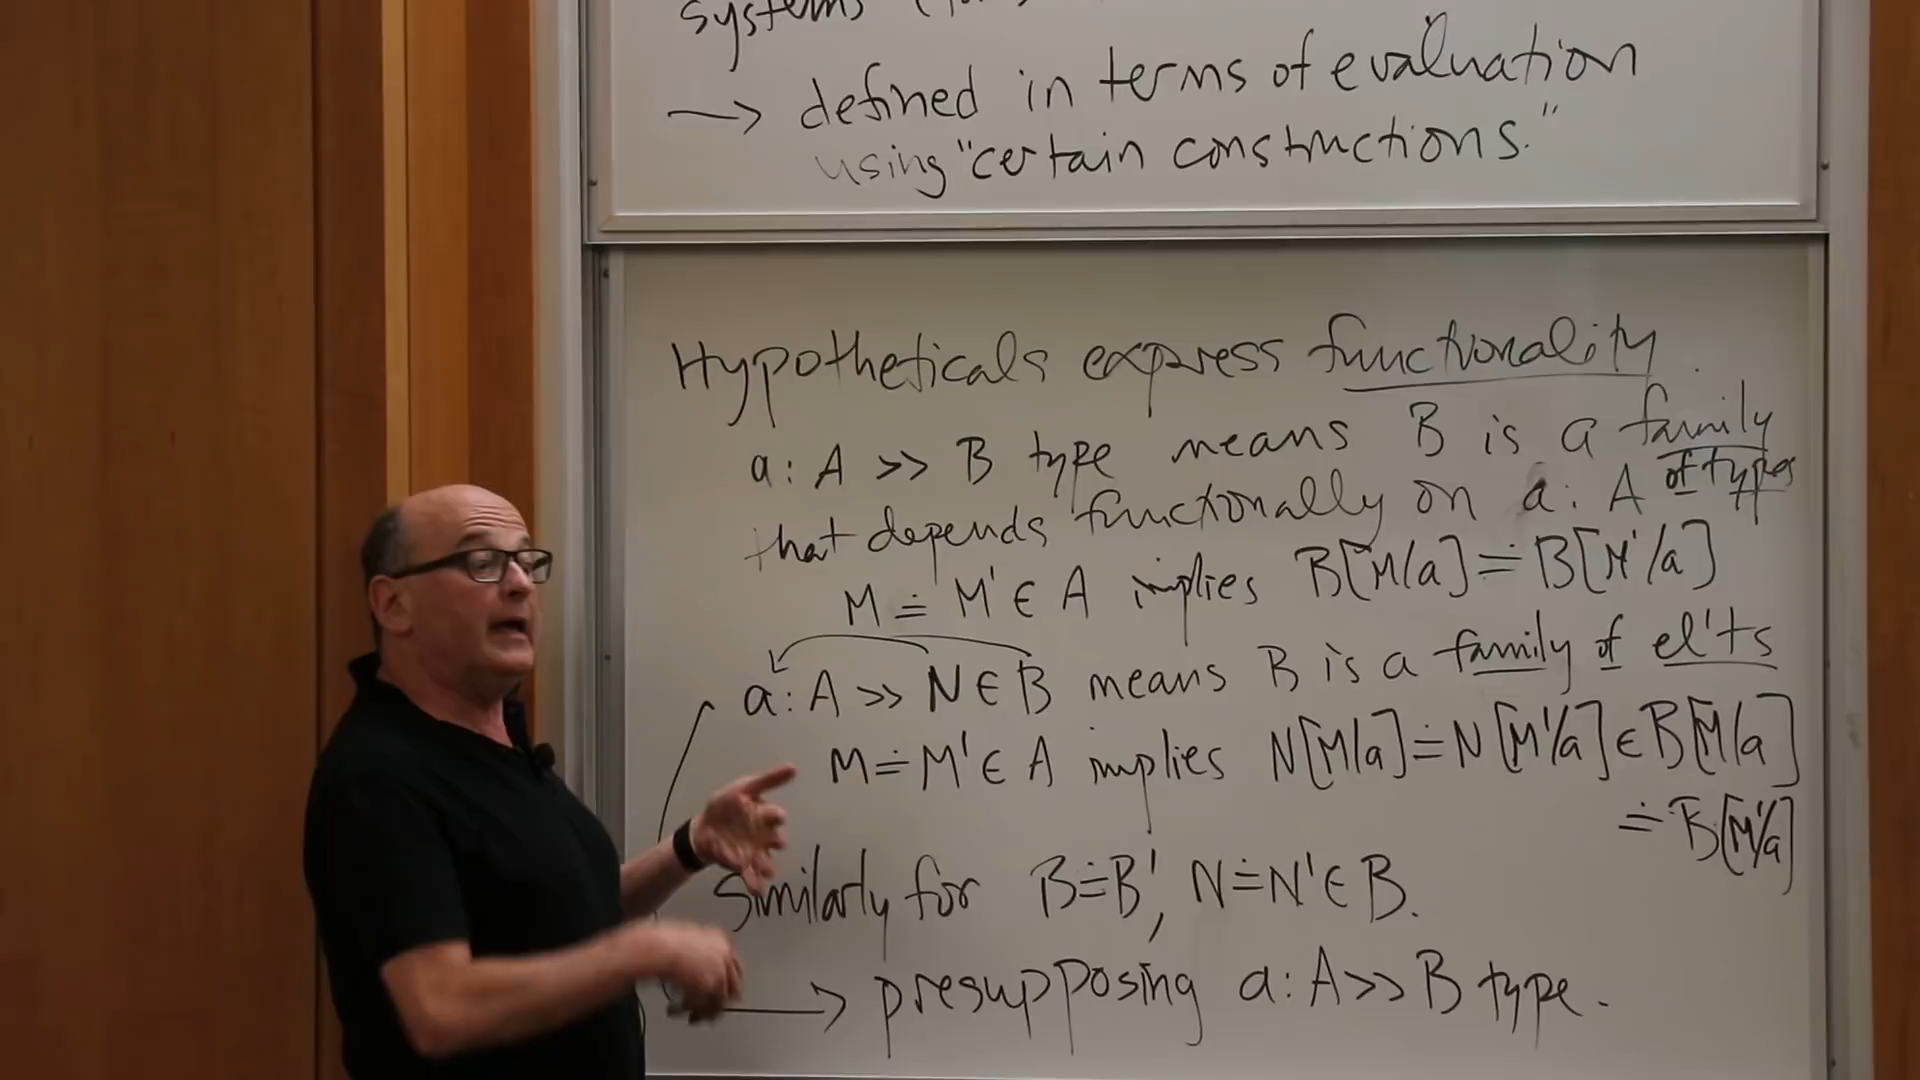 systems
→ defined in terms of evaluation
using "certain constructions."
Hypotheticals express functionality
a : A >> B type means B is a family
of types
that depends functionally on a : A
M ≐ M' ∈ A implies B[M/a] ≐ B[M'/a]
a : A >> N ∈ B means B is a family of el'ts
M ≐ M' ∈ A implies N[M/a] ≐ N[M'/a] ∈ B[M/a]
≐ B[M'/a]
Similarly for B ≐ B', N ≐ N' ∈ B.
→ presupposing a : A >> B type.